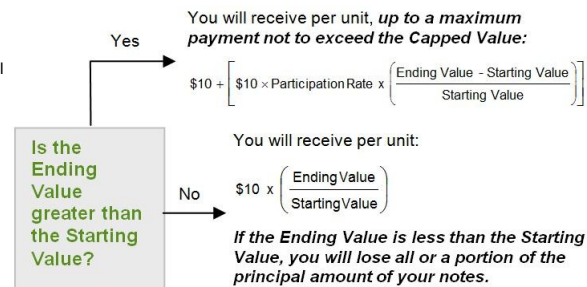 You will receive per unit, up to a maximum
payment not to exceed the Capped Value:
Yes
l
$10 + [ $10 × Participation Rate x ( Ending Value - Starting Value / Starting Value ) ]
Is the
Ending
Value
greater than
the Starting
Value?
No
You will receive per unit:
$10 x ( Ending Value / Starting Value )
If the Ending Value is less than the Starting
Value, you will lose all or a portion of the
principal amount of your notes.